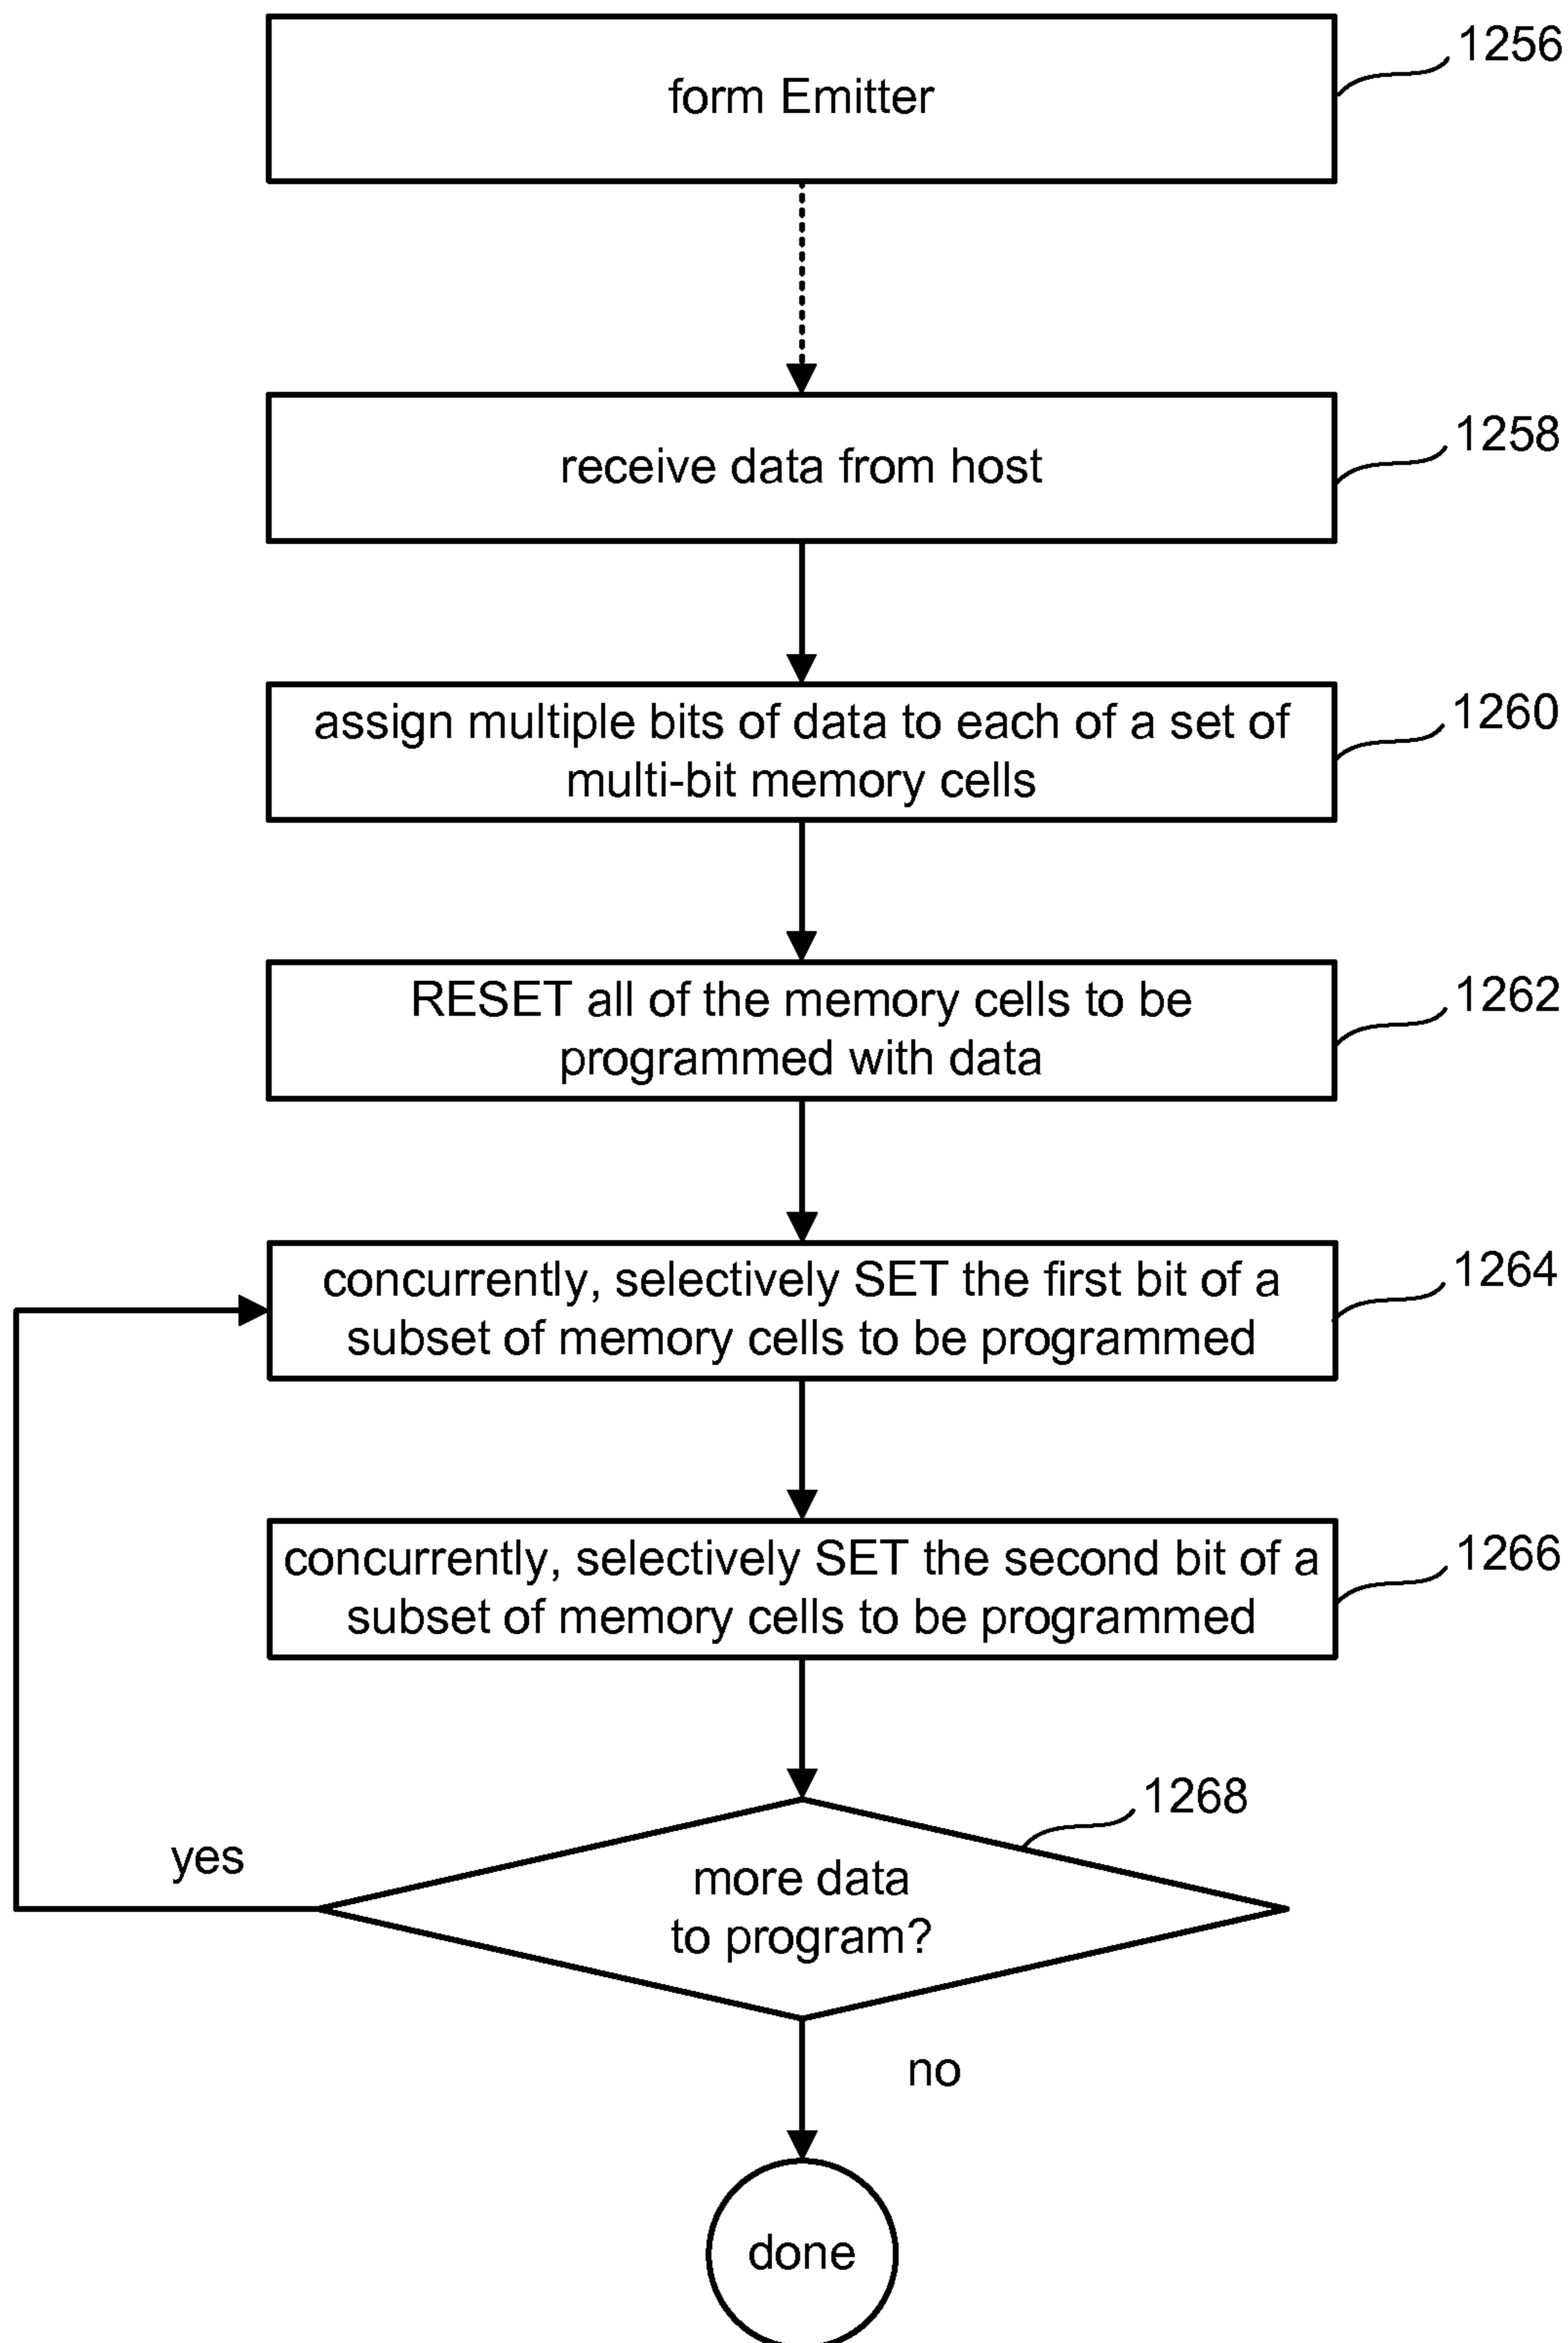 form Emitter
1256
receive data from host
1258
assign multiple bits of data to each of a set of
multi-bit memory cells
1260
RESET all of the memory cells to be
programmed with data
1262
concurrently, selectively SET the first bit of a
subset of memory cells to be programmed
1264
concurrently, selectively SET the second bit of a
subset of memory cells to be programmed
1266
1268
more data
to program?
yes
no
done